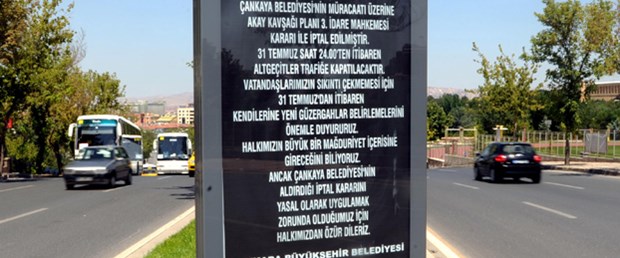 ÇANKAYA BELEDİYESİ'NİN MÜRACAATI ÜZERİNE
AKAY KAVŞAĞI PLANI 3. İDARE MAHKEMESİ
KARARI İLE İPTAL EDİLMİŞTİR.
31 TEMMUZ SAAT 24.00'TEN İTİBAREN
ALTGEÇİTLER TRAFİĞE KAPATILACAKTIR.
VATANDAŞLARIMIZIN SIKINTI ÇEKMEMESİ İÇİN
31 TEMMUZ'DAN İTİBAREN
KENDİLERİNE YENİ GÜZERGAHLAR BELİRLEMELERİNİ
ÖNEMLE DUYURURUZ.
HALKIMIZIN BÜYÜK BİR MAĞDURİYET İÇERİSİNE
GİRECEĞİNİ BİLİYORUZ.
ANCAK ÇANKAYA BELEDİYESİ'NİN
ALDIRDIĞI İPTAL KARARINI
YASAL OLARAK UYGULAMAK
ZORUNDA OLDUĞUMUZ İÇİN
HALKIMIZDAN ÖZÜR DİLERİZ.
BÜYÜKŞEHİR BELEDİYESİ